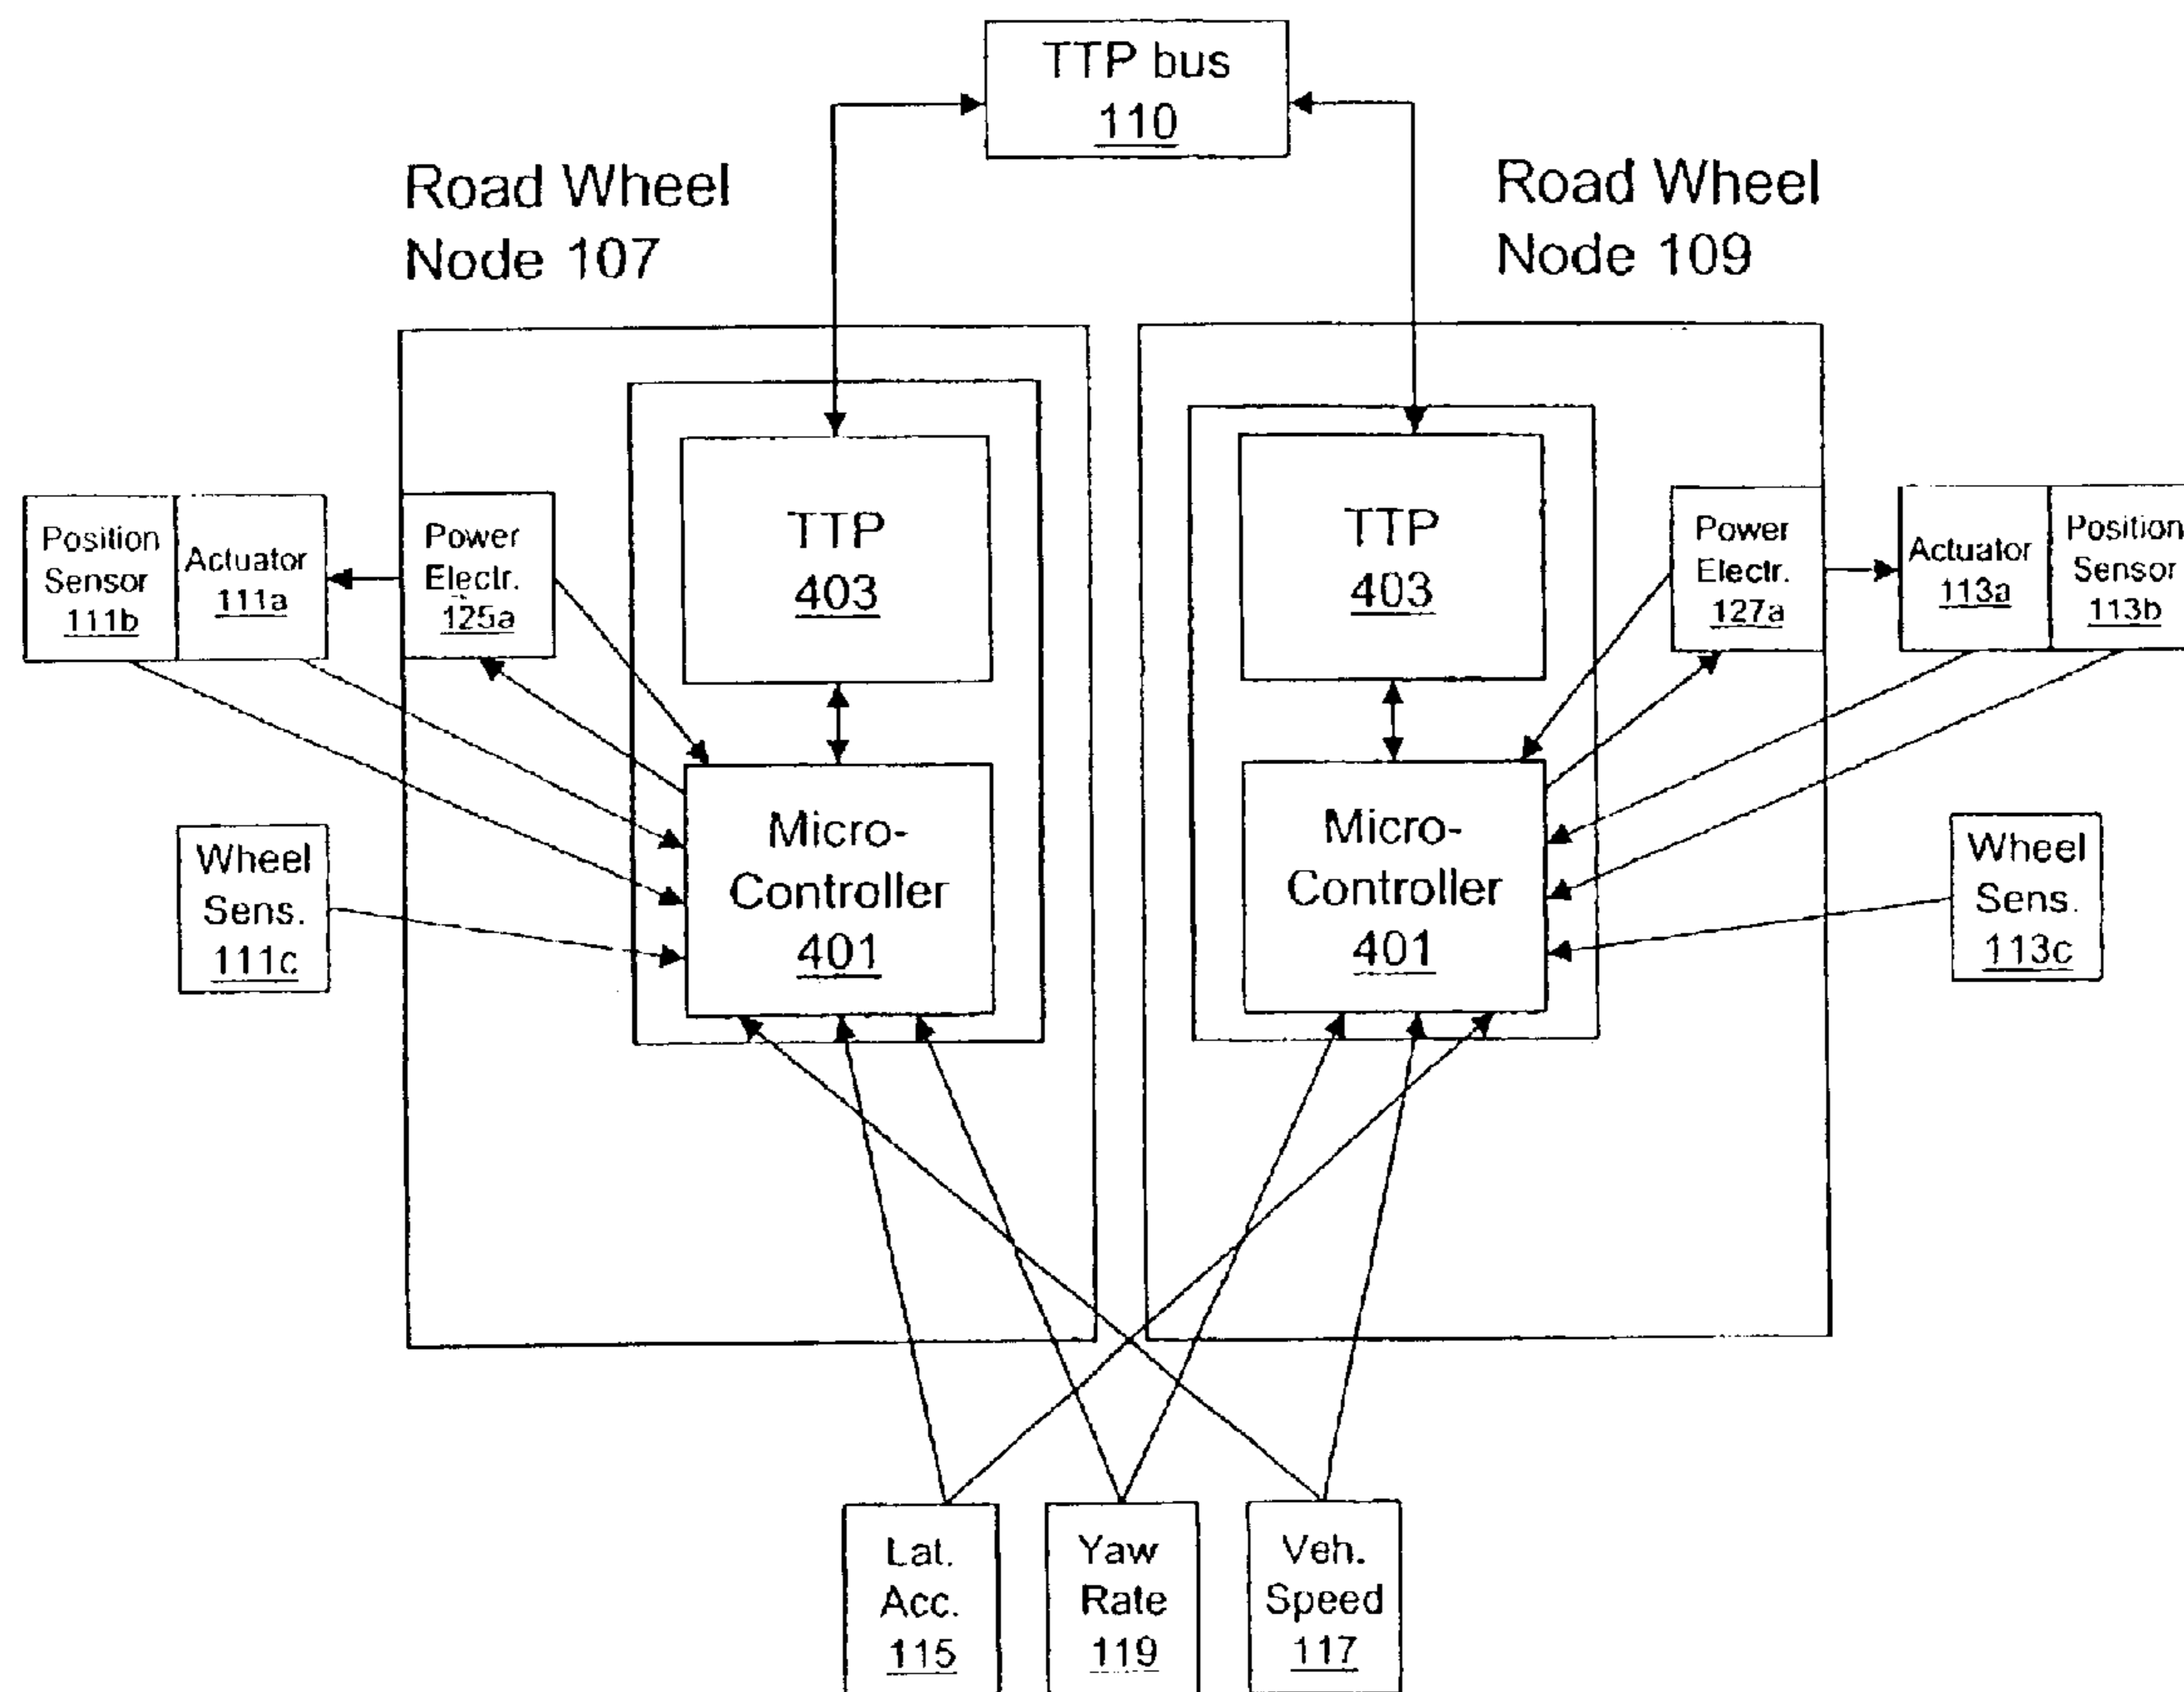 TTP bus
110
Road Wheel
Node 107
Road Wheel
Node 109
Position
Sensor
111b
Actuator
111a
Power
Electr.
125a
TTP
403
TTP
403
Power
Electr.
127a
Actuator
113a
Position
Sensor
113b
Wheel
Sens.
111c
Micro-
Controller
401
Micro-
Controller
401
Wheel
Sens.
113c
Lat.
Acc.
115
Yaw
Rate
119
Veh.
Speed
117